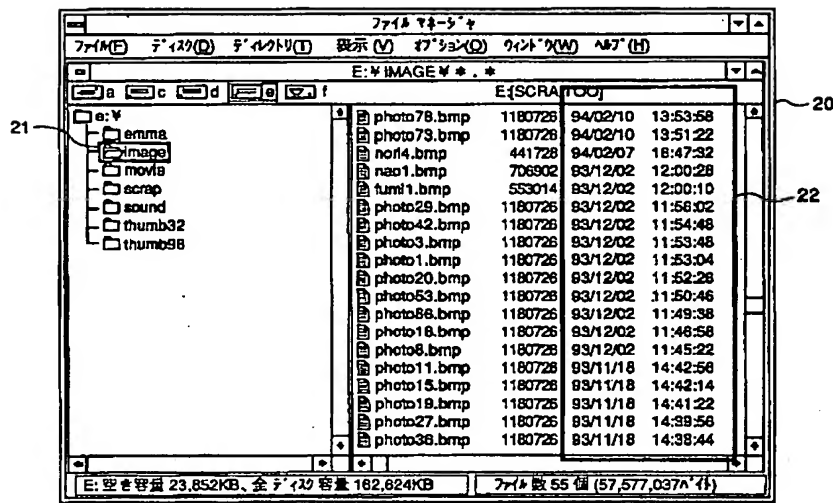 ファイル マネージャ
ファイル(F) ディスク(D) ディレクトリ(T) 表示(V) オプション(O) ウィンドウ(W) ヘルプ(H)
E:¥IMAGE¥*.*
a c d e f E:[SCRATOO]
20
21
22
e:¥
emma
image
movie
scrap
sound
thumb32
thumb98
photo78.bmp 1180726 94/02/10 13:53:58
photo73.bmp 1180726 94/02/10 13:51:22
nori4.bmp 441728 94/02/07 18:47:32
nao1.bmp 706902 93/12/02 12:00:28
fumi1.bmp 553014 93/12/02 12:00:10
photo29.bmp 1180726 93/12/02 11:56:02
photo42.bmp 1180726 93/12/02 11:54:48
photo3.bmp 1180726 93/12/02 11:53:48
photo1.bmp 1180726 93/12/02 11:53:04
photo20.bmp 1180726 93/12/02 11:52:28
photo53.bmp 1180726 93/12/02 11:50:46
photo86.bmp 1180726 93/12/02 11:49:38
photo18.bmp 1180726 93/12/02 11:46:58
photo8.bmp 1180726 93/12/02 11:45:22
photo11.bmp 1180726 93/11/18 14:42:56
photo15.bmp 1180726 93/11/18 14:42:14
photo19.bmp 1180726 93/11/18 14:41:22
photo27.bmp 1180726 93/11/18 14:39:56
photo36.bmp 1180726 93/11/18 14:38:44
E: 空き容量 23,852KB、全ディスク容量 162,624KB ファイル数 55 個 (57,577,037バイト)